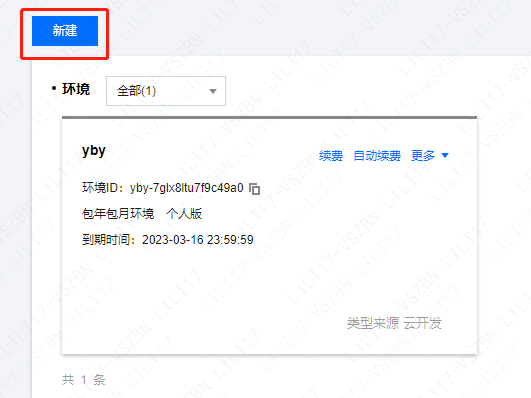 新建
环境 全部(1)
yby 续费 自动续费 更多
环境ID：yby-7glx8ltu7f9c49a0
包年包月环境 个人版
到期时间：2023-03-16 23:59:59
类型来源 云开发
共 1 条
LILT17-VSZBN